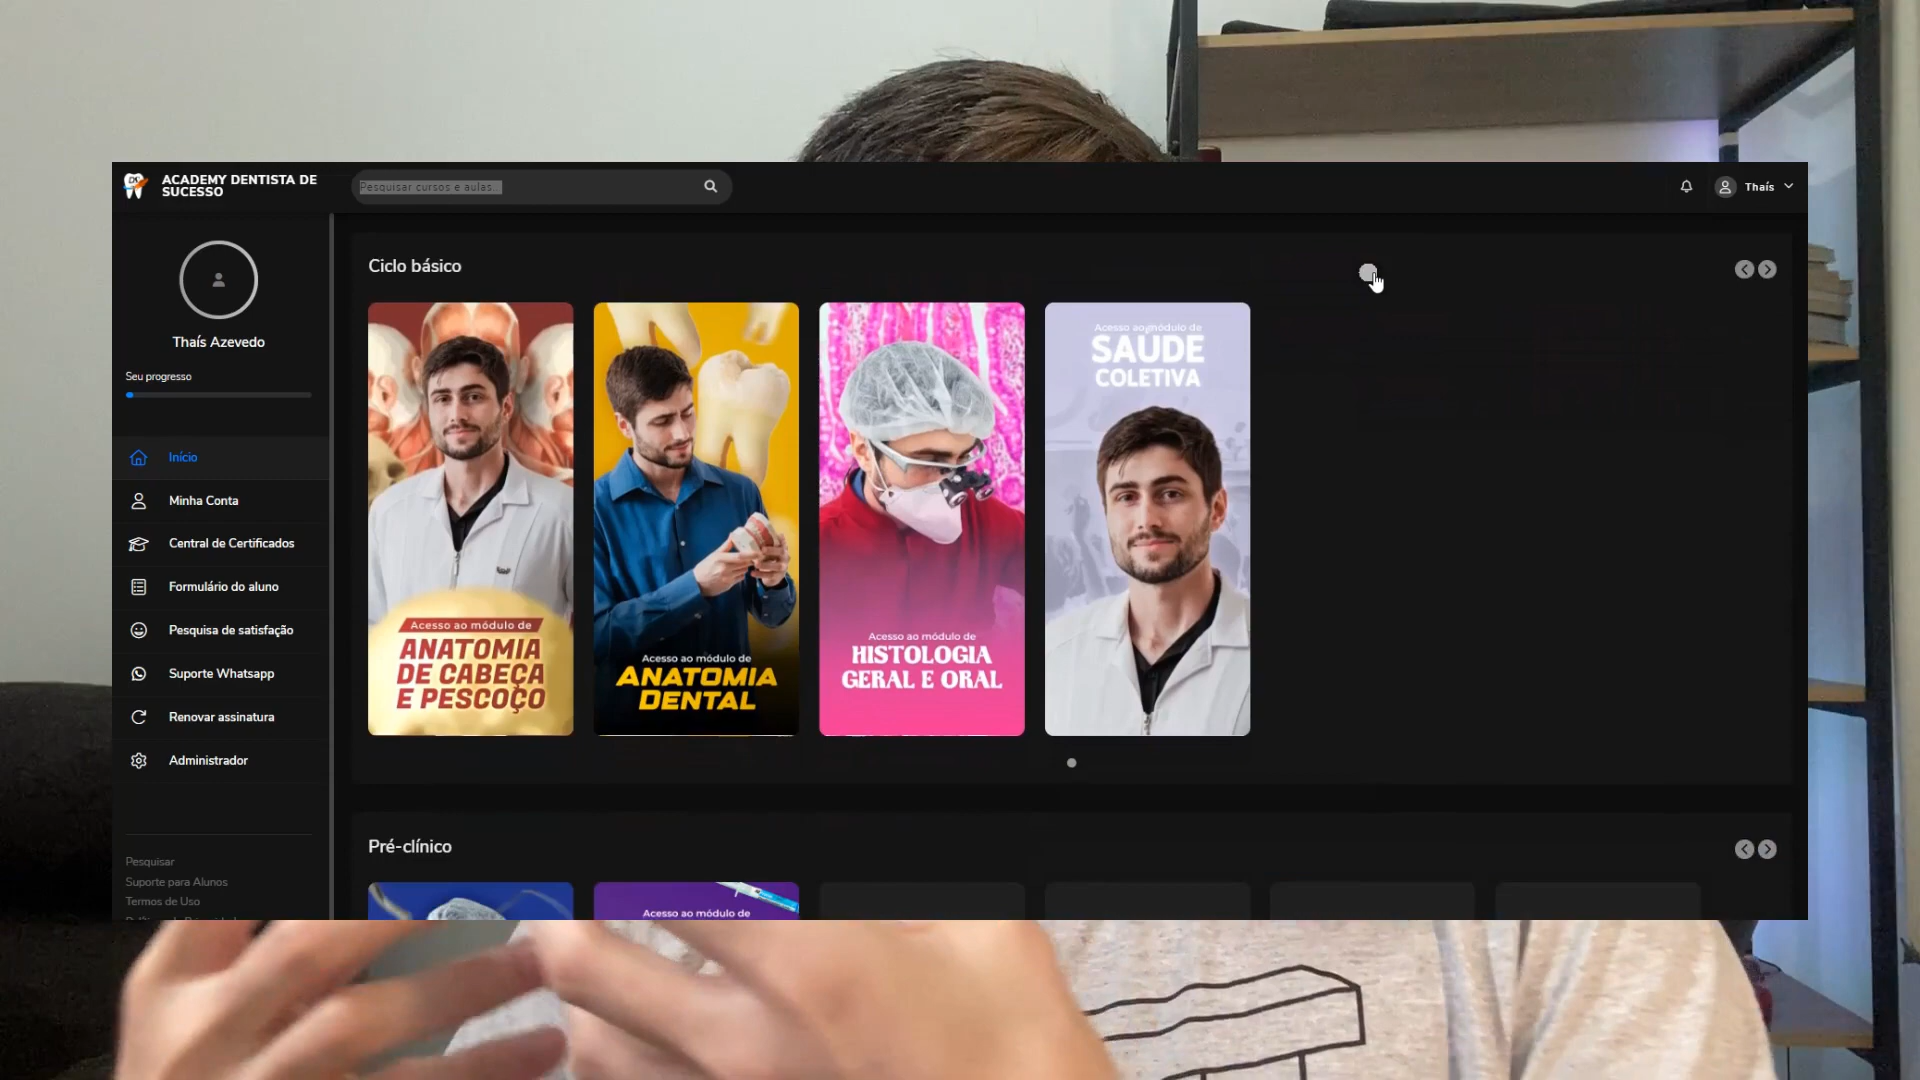 ACADEMY DENTISTA DE
SUCESSO
Pesquisar cursos e aulas...
Thaís
Thaís Azevedo
Seu progresso
Início
Minha Conta
Central de Certificados
Formulário do aluno
Pesquisa de satisfação
Suporte Whatsapp
Renovar assinatura
Administrador
Pesquisar
Suporte para Alunos
Termos de Uso
Ciclo básico
Acesso ao módulo de
ANATOMIA
DE CABEÇA
E PESCOÇO
Acesso ao módulo de
ANATOMIA
DENTAL
Acesso ao módulo de
HISTOLOGIA
GERAL E ORAL
Acesso ao módulo de
SAUDE
COLETIVA
Pré-clínico
Acesso ao módulo de